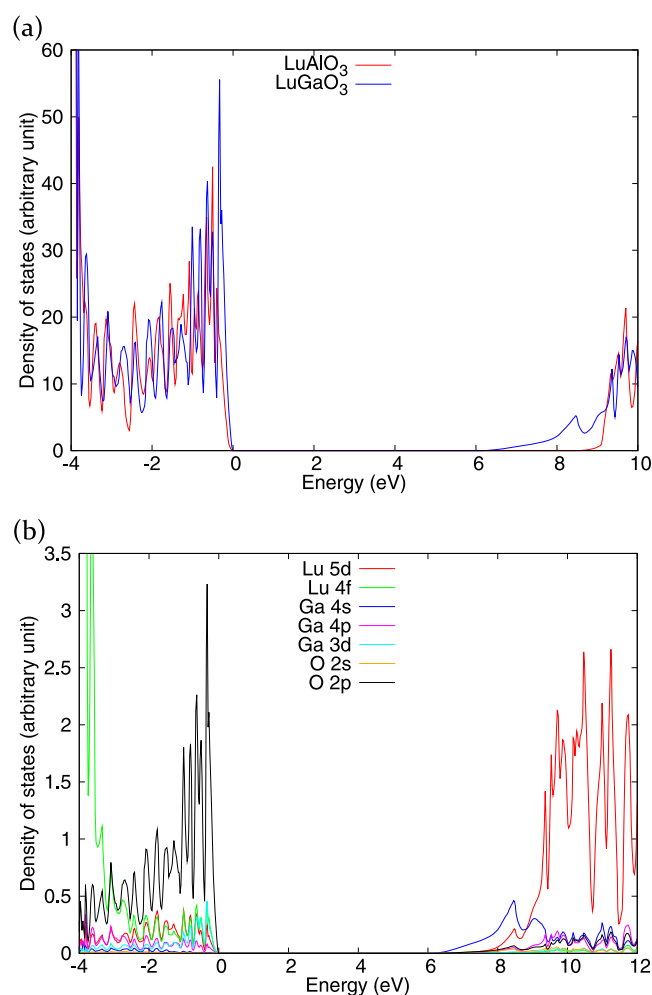 (a)
60
50
40
30
20
10
0
Density of states (arbitrary unit)
LuAlO3
LuGaO3
-4 -2 0 2 4 6 8 10
Energy (eV)
(b)
3.5
3
2.5
2
1.5
1
0.5
0
Density of states (arbitrary unit)
Lu 5d
Lu 4f
Ga 4s
Ga 4p
Ga 3d
O 2s
O 2p
-4 -2 0 2 4 6 8 10 12
Energy (eV)